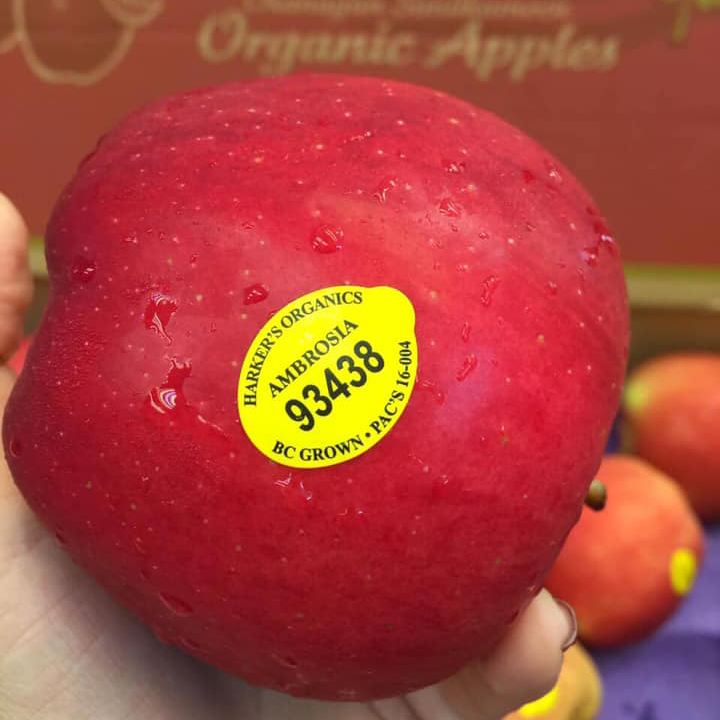 Organic Apples
HARKER'S ORGANICS
AMBROSIA
93438
BC GROWN • PAC'S 16-004